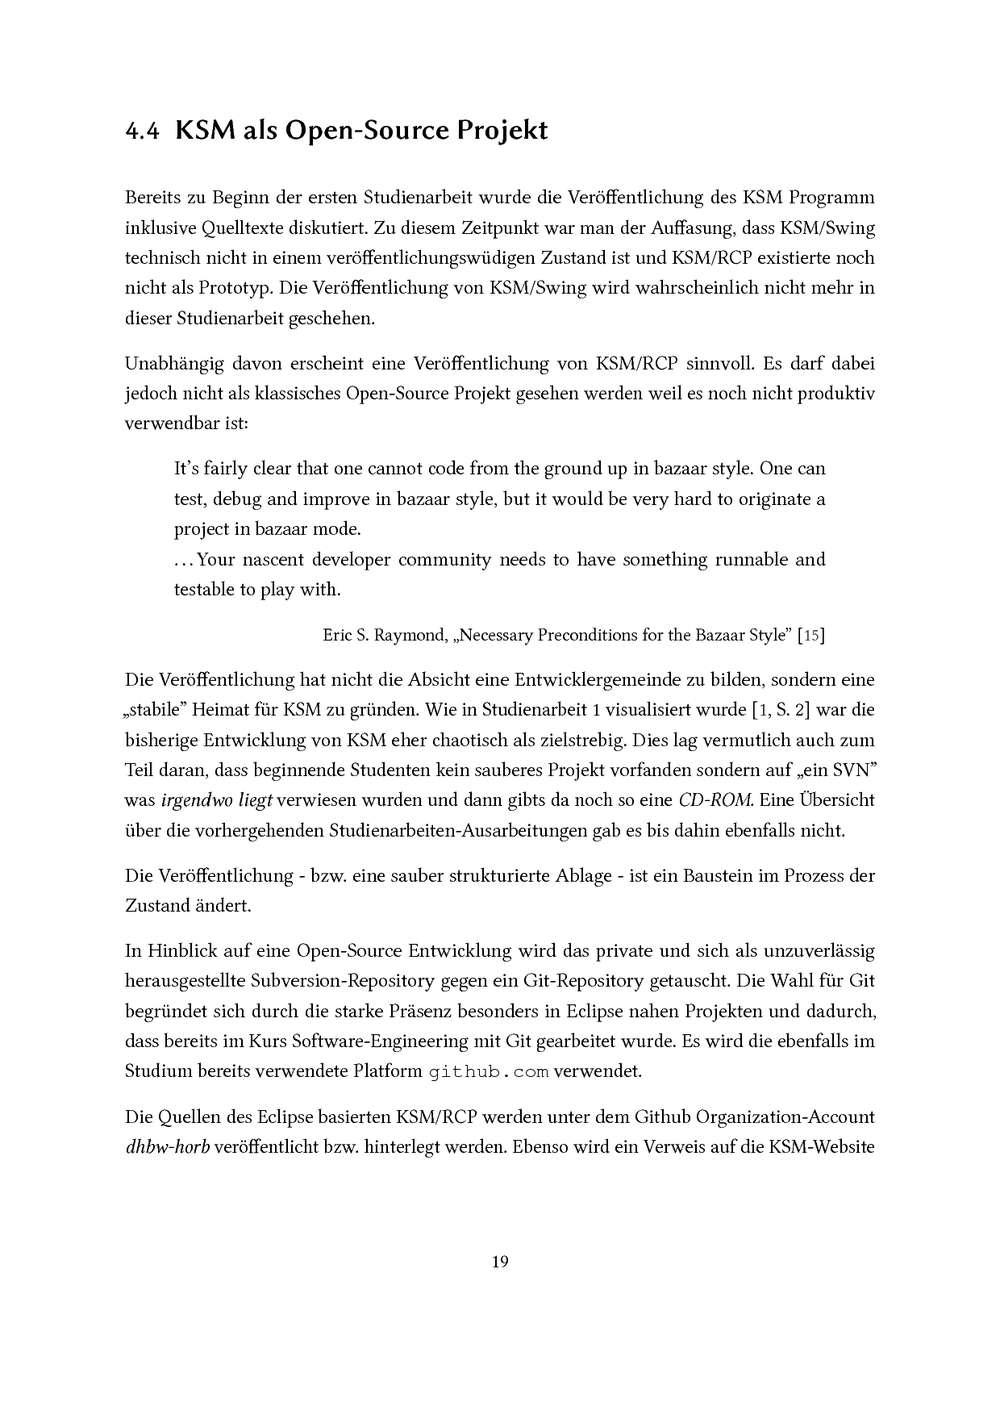 4.4 KSM als Open-Source Projekt
Bereits zu Beginn der ersten Studienarbeit wurde die Veröffentlichung des KSM Programm
inklusive Quelltexte diskutiert. Zu diesem Zeitpunkt war man der Auffasung, dass KSM/Swing
technisch nicht in einem veröffentlichungswüdigen Zustand ist und KSM/RCP existierte noch
nicht als Prototyp. Die Veröffentlichung von KSM/Swing wird wahrscheinlich nicht mehr in
dieser Studienarbeit geschehen.
Unabhängig davon erscheint eine Veröffentlichung von KSM/RCP sinnvoll. Es darf dabei
jedoch nicht als klassisches Open-Source Projekt gesehen werden weil es noch nicht produktiv
verwendbar ist:
It’s fairly clear that one cannot code from the ground up in bazaar style. One can
test, debug and improve in bazaar style, but it would be very hard to originate a
project in bazaar mode.
…Your nascent developer community needs to have something runnable and
testable to play with.
Eric S. Raymond, „Necessary Preconditions for the Bazaar Style” [15]
Die Veröffentlichung hat nicht die Absicht eine Entwicklergemeinde zu bilden, sondern eine
„stabile” Heimat für KSM zu gründen. Wie in Studienarbeit 1 visualisiert wurde [1, S. 2] war die
bisherige Entwicklung von KSM eher chaotisch als zielstrebig. Dies lag vermutlich auch zum
Teil daran, dass beginnende Studenten kein sauberes Projekt vorfanden sondern auf „ein SVN”
was irgendwo liegt verwiesen wurden und dann gibts da noch so eine CD-ROM. Eine Übersicht
über die vorhergehenden Studienarbeiten-Ausarbeitungen gab es bis dahin ebenfalls nicht.
Die Veröffentlichung - bzw. eine sauber strukturierte Ablage - ist ein Baustein im Prozess der
Zustand ändert.
In Hinblick auf eine Open-Source Entwicklung wird das private und sich als unzuverlässig
herausgestellte Subversion-Repository gegen ein Git-Repository getauscht. Die Wahl für Git
begründet sich durch die starke Präsenz besonders in Eclipse nahen Projekten und dadurch,
dass bereits im Kurs Software-Engineering mit Git gearbeitet wurde. Es wird die ebenfalls im
Studium bereits verwendete Platform github.com verwendet.
Die Quellen des Eclipse basierten KSM/RCP werden unter dem Github Organization-Account
dhbw-horb veröffentlicht bzw. hinterlegt werden. Ebenso wird ein Verweis auf die KSM-Website
19